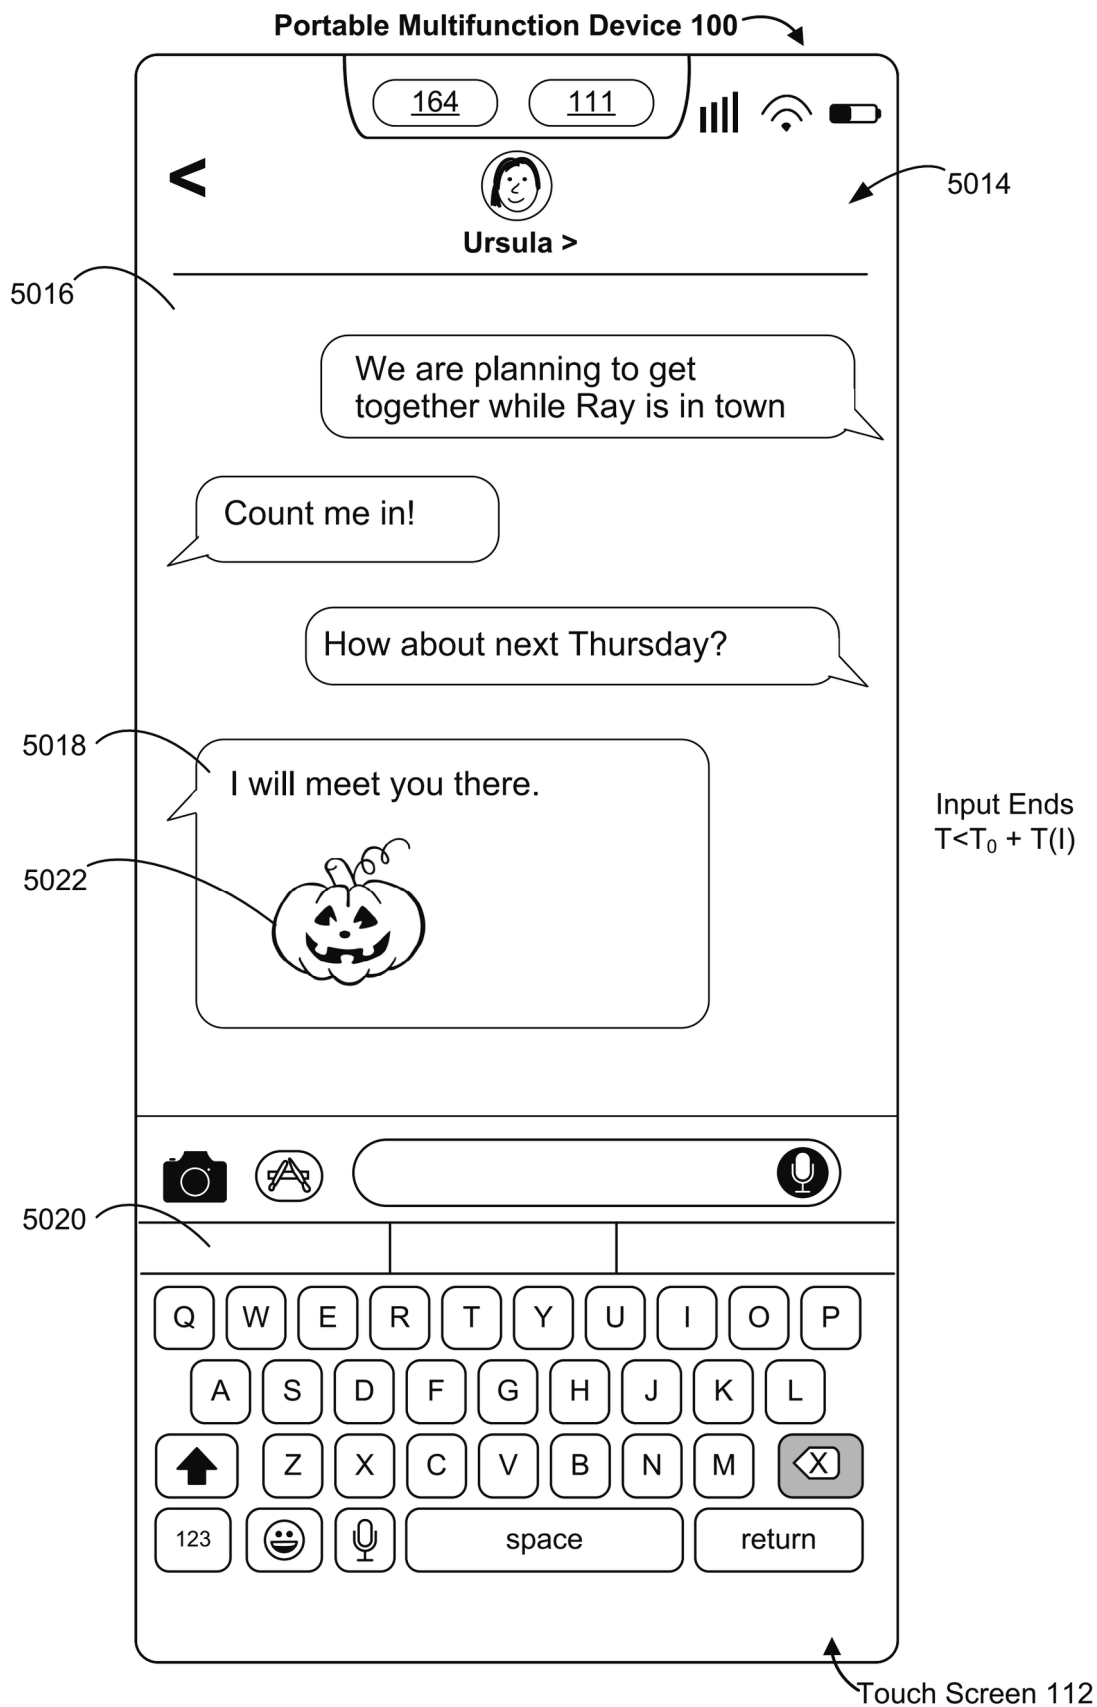 Portable Multifunction Device 100
164 111
5014
<
Ursula >
5016
We are planning to get
together while Ray is in town
Count me in!
How about next Thursday?
5018
I will meet you there.
Input Ends
T<T₀ + T(I)
5022
5020
Q W E R T Y U I O P
A S D F G H J K L
Z X C V B N M X
123 space return
Touch Screen 112